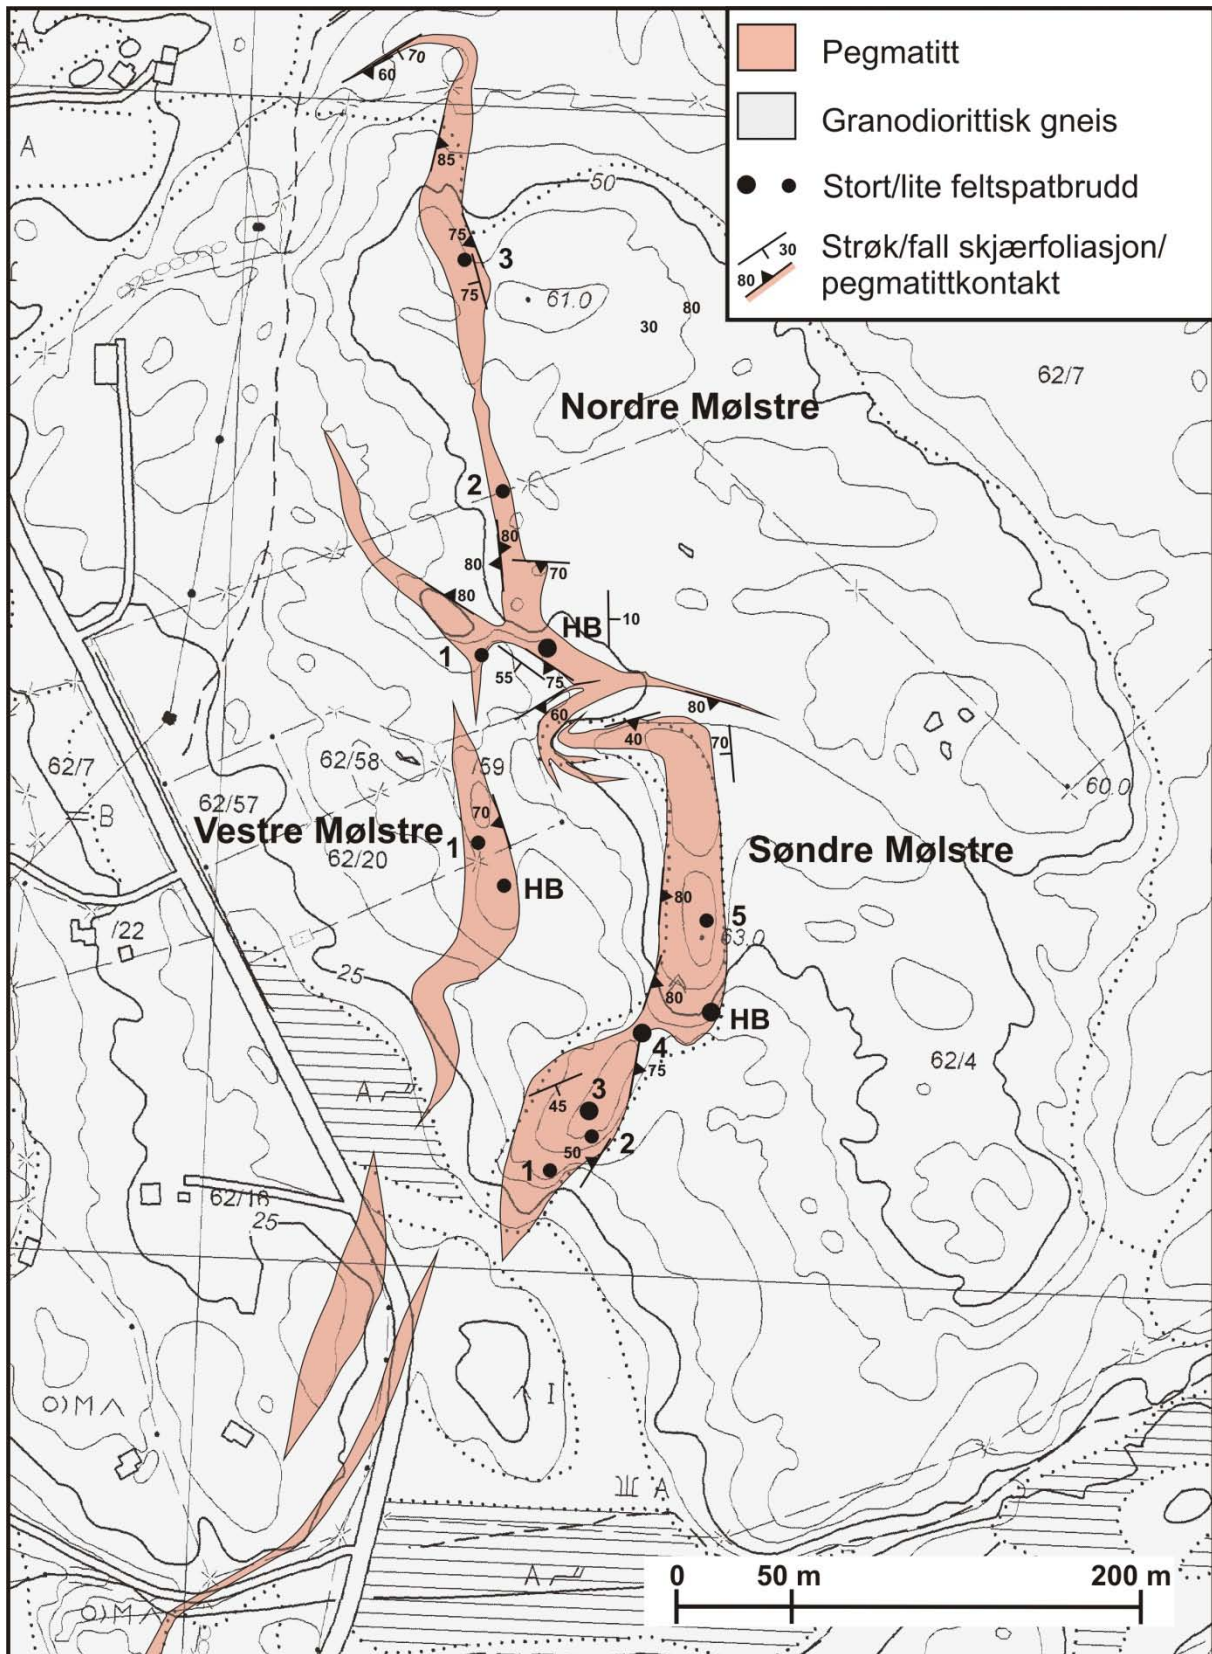 Pegmatitt
Granodiorittisk gneis
Stort/lite feltspatbrudd
Strøk/fall skjærfoliasjon/
pegmatittkontakt
30
80
A
70
60
A
85
50
75
3
75
61.0
80
30
62/7
Nordre Mølstre
2
80
80
70
80
HB
10
1
55
75
60
80
40
70
62/7
62/58
/59
B
62/57
70
Vestre Mølstre
1
62/20
Søndre Mølstre
HB
80
5
63.0
60.0
/22
25
80
HB
4
75
62/4
A
45
3
50
2
1
62/18
25
I
A
A
0
50 m
200 m